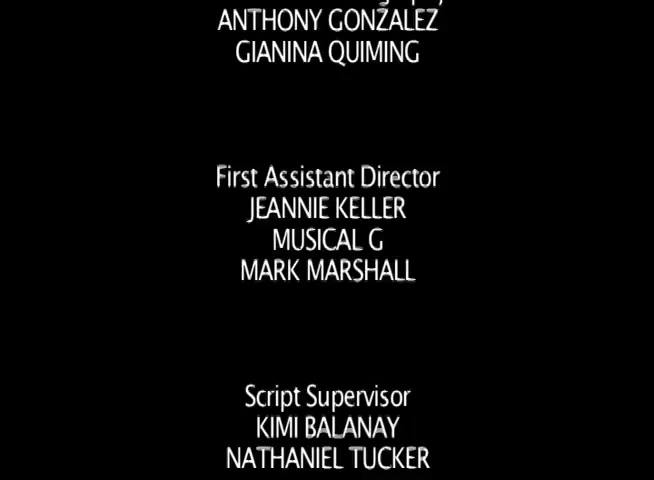 ANTHONY GONZALEZ
GIANINA QUIMING
First Assistant Director
JEANNIE KELLER
MUSICAL G
MARK MARSHALL
Script Supervisor
KIMI BALANAY
NATHANIEL TUCKER